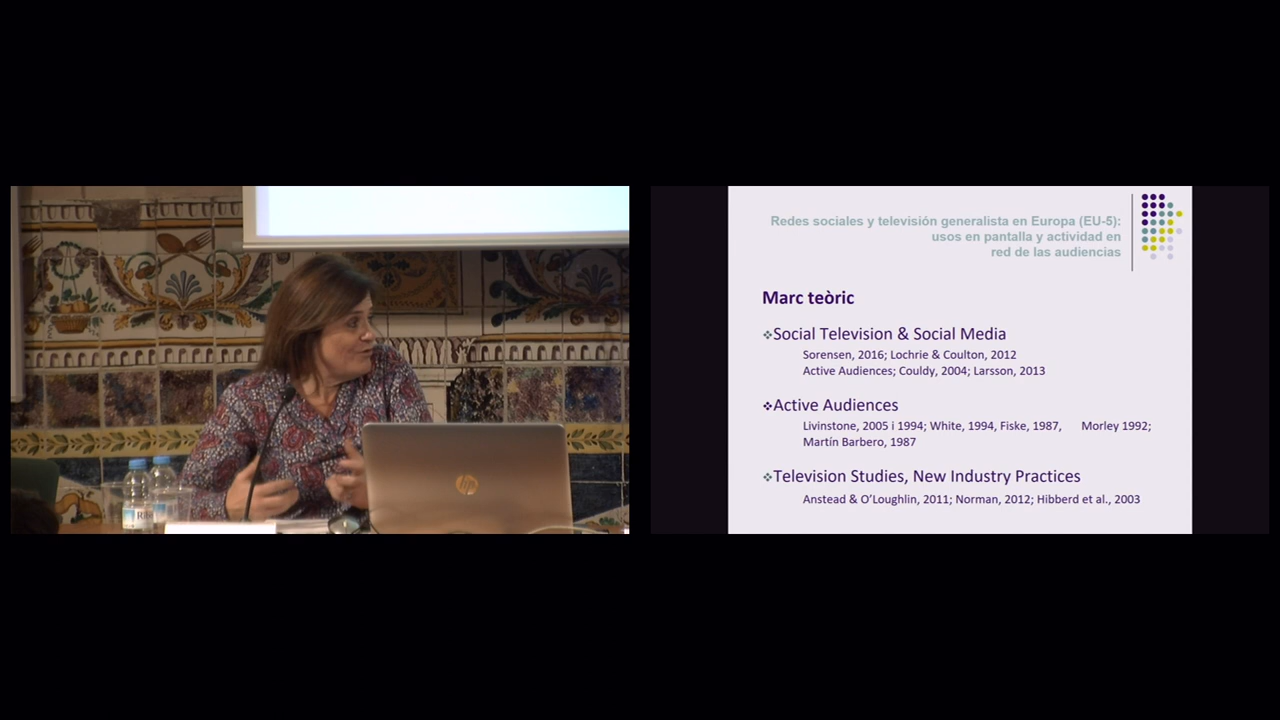 Redes sociales y televisión generalista en Europa (EU-5):
usos en pantalla y actividad en
red de las audiencias
Marc teòric
❖Social Television & Social Media
Sorensen, 2016; Lochrie & Coulton, 2012
Active Audiences; Couldy, 2004; Larsson, 2013
❖Active Audiences
Livinstone, 2005 i 1994; White, 1994, Fiske, 1987, Morley 1992;
Martín Barbero, 1987
❖Television Studies, New Industry Practices
Anstead & O'Loughlin, 2011; Norman, 2012; Hibberd et al., 2003
hp